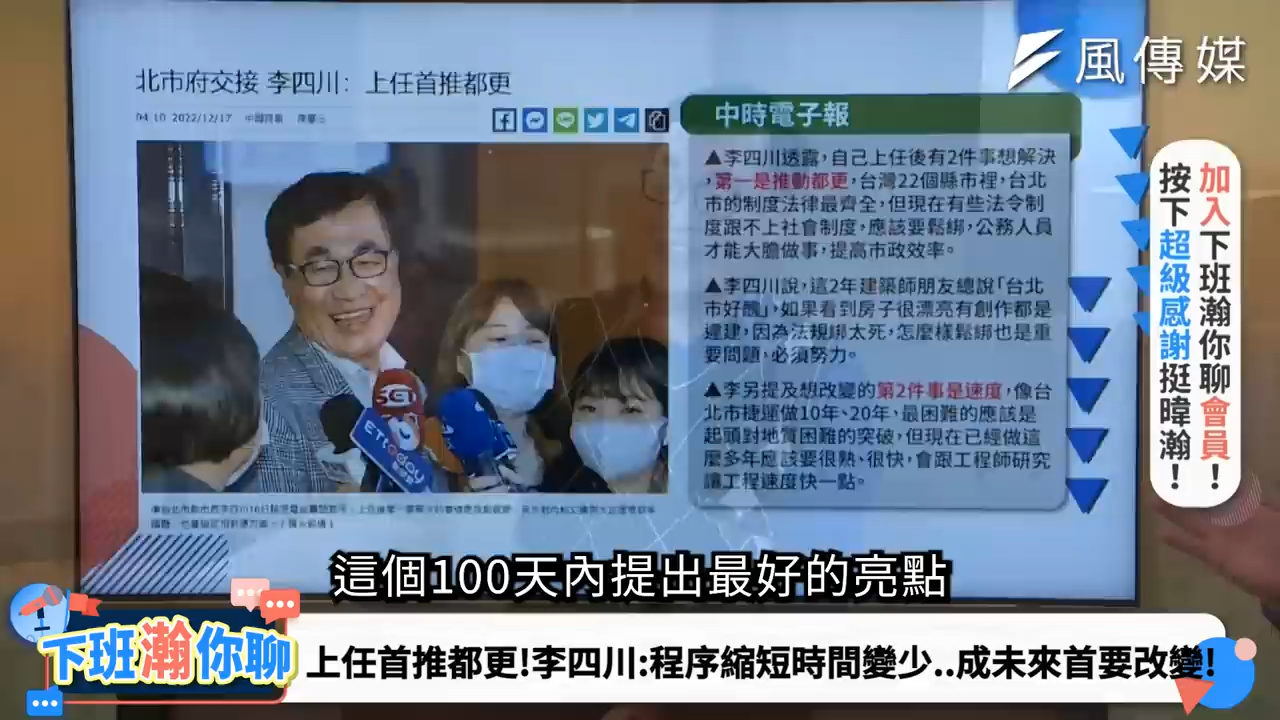 風傳媒
北市府交接 李四川：上任首推都更
04:10 2022/12/17 中國時報
中時電子報
▲李四川透露，自己上任後有2件事想解決
，第一是推動都更，台灣22個縣市裡，台北
市的制度法律最齊全，但現在有些法令制
度跟不上社會制度，應該要鬆綁，公務人員
才能大膽做事，提高市政效率。
▲李四川說，這2年建築師朋友總說「台北
市好醜」，如果看到房子很漂亮有創作都是
違建，因為法規綁太死，怎麼樣鬆綁也是重
要問題，必須努力。
▲李另提及想改變的第2件事是速度，像台
北市捷運做10年、20年，最困難的應該是
起頭對地質困難的突破，但現在已經做這
麼多年應該要很熟、很快，會跟工程師研究
讓工程速度快一點。
加入下班瀚你聊會員！
按下超級感謝挺暐瀚！
SGT
ETtoday
這個100天內提出最好的亮點
下班瀚你聊
上任首推都更!李四川:程序縮短時間變少..成未來首要改變!